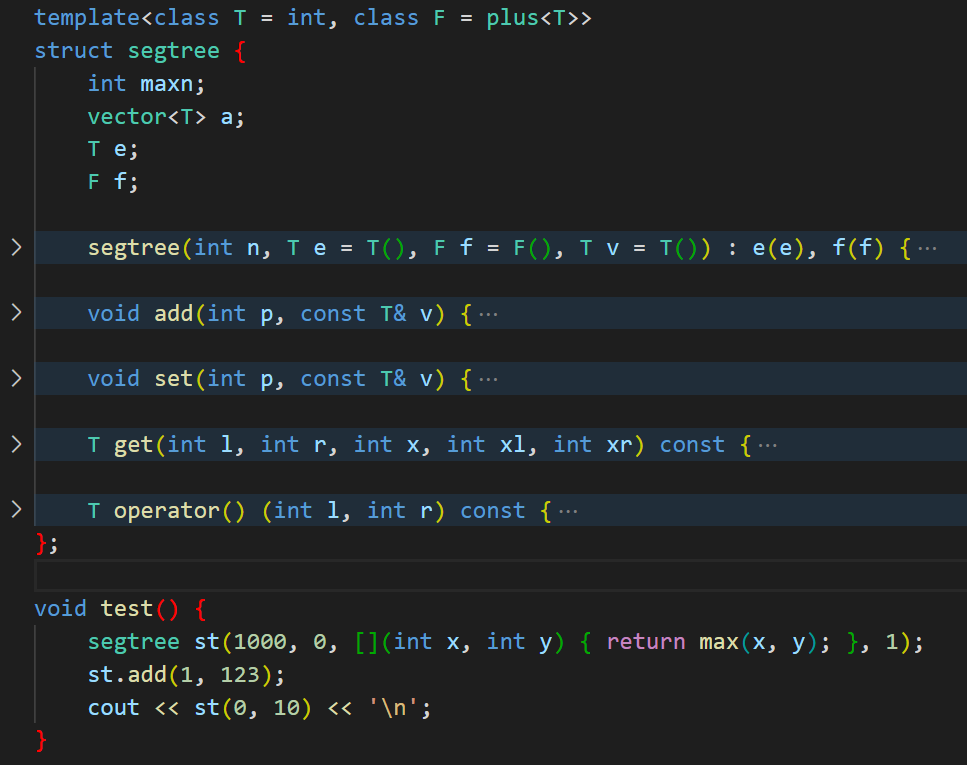 template<class T = int, class F = plus<T>>
struct segtree {
    int maxn;
    vector<T> a;
    T e;
    F f;
    segtree(int n, T e = T(), F f = F(), T v = T()) : e(e), f(f) {···
    void add(int p, const T& v) {···
    void set(int p, const T& v) {···
    T get(int l, int r, int x, int xl, int xr) const {···
    T operator() (int l, int r) const {···
};
void test() {
    segtree st(1000, 0, [](int x, int y) { return max(x, y); }, 1);
    st.add(1, 123);
    cout << st(0, 10) << '\n';
}